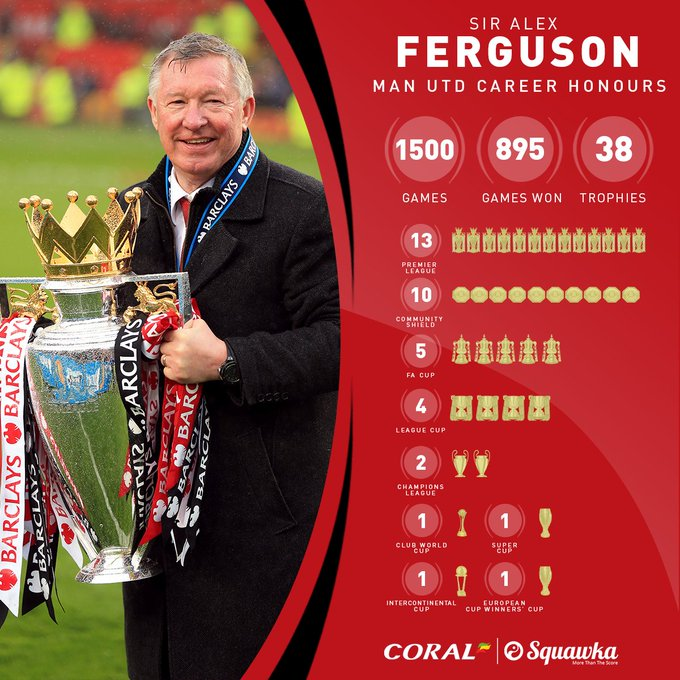 SIR ALEX
FERGUSON
MAN UTD CAREER HONOURS
1500
GAMES
895
GAMES WON
38
TROPHIES
13
PREMIER
LEAGUE
10
COMMUNITY
SHIELD
5
FA CUP
4
LEAGUE CUP
2
CHAMPIONS
LEAGUE
1
CLUB WORLD
CUP
1
SUPER
CUP
1
INTERCONTINENTAL
CUP
1
EUROPEAN
CUP WINNERS' CUP
CORAL
Squawka
More Than The Score
BARCLAYS
BARCLAYS
BARCLAYS
BARCLAYS
BARCLAYS
BARCLAYS